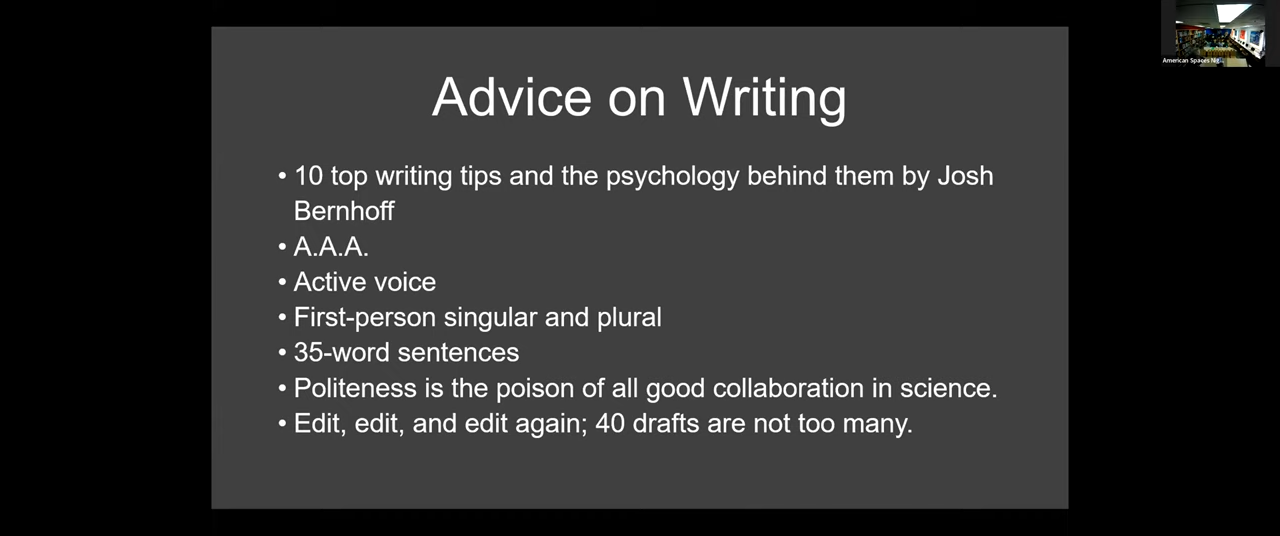 Advice on Writing
• 10 top writing tips and the psychology behind them by Josh
Bernhoff
• A.A.A.
• Active voice
• First-person singular and plural
• 35-word sentences
• Politeness is the poison of all good collaboration in science.
• Edit, edit, and edit again; 40 drafts are not too many.
American Spaces